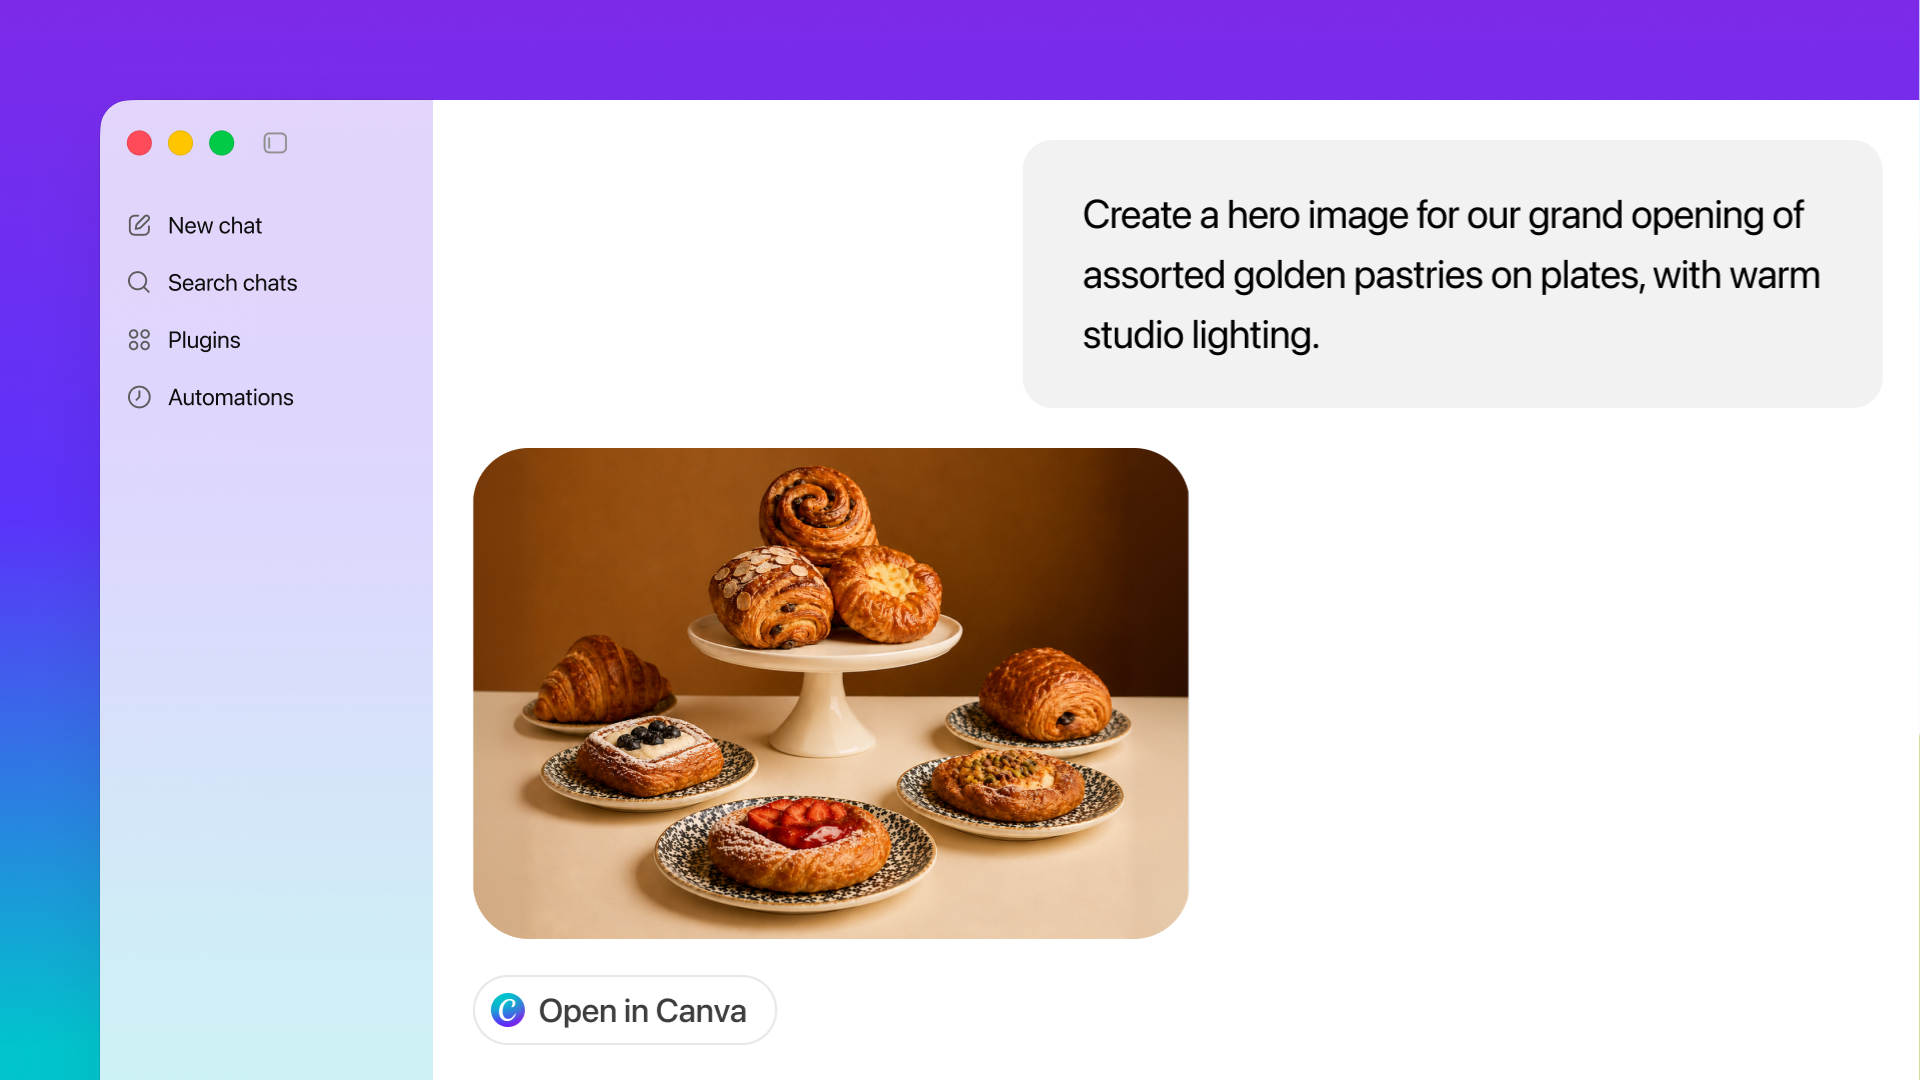 New chat
Search chats
Plugins
Automations
Create a hero image for our grand opening of
assorted golden pastries on plates, with warm
studio lighting.
Open in Canva